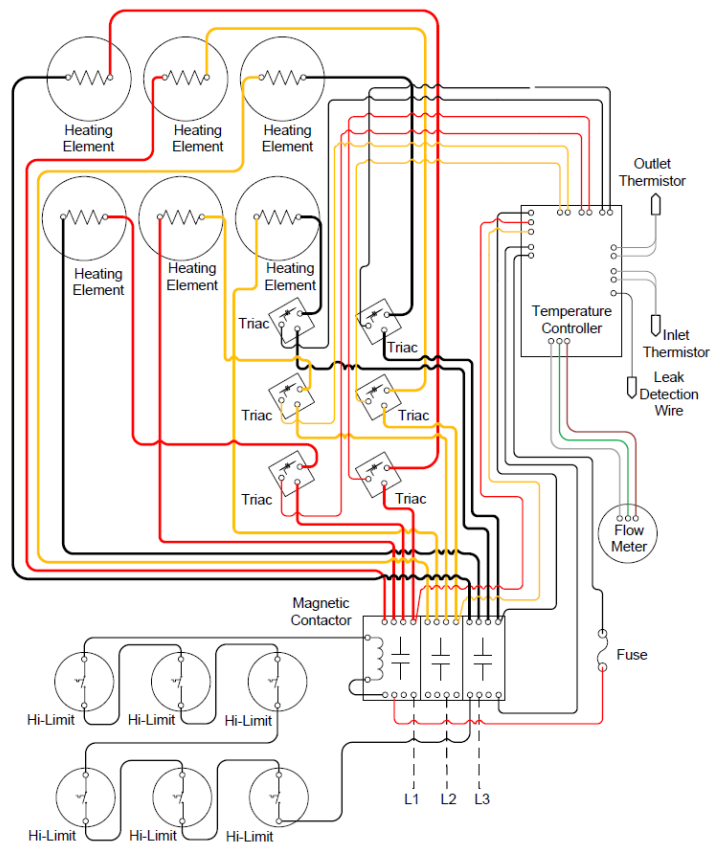 Heating
Element
Heating
Element
Heating
Element
Outlet
Thermistor
Heating
Element
Heating
Element
Heating
Element
Triac
Triac
Temperature
Controller
Inlet
Thermistor
Leak
Detection
Wire
Triac
Triac
Triac
Triac
Flow
Meter
Magnetic
Contactor
Fuse
Hi-Limit
Hi-Limit
Hi-Limit
L1
L2
L3
Hi-Limit
Hi-Limit
Hi-Limit